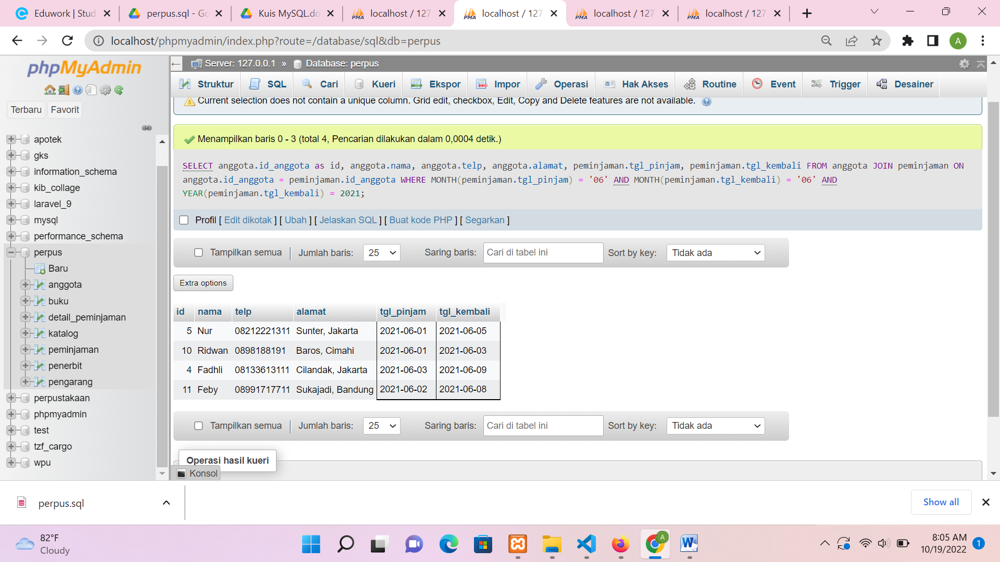 Eduwork | Stud
perpus.sql - Go
Kuis MySQL.do
localhost / 127
localhost / 127
localhost / 127
localhost / 127
localhost/phpmyadmin/index.php?route=/database/sql&db=perpus
A
phpMyAdmin
Terbaru
Favorit
apotek
gks
information_schema
kib_collage
laravel_9
mysql
performance_schema
perpus
Baru
anggota
buku
detail_peminjaman
katalog
peminjaman
penerbit
pengarang
perpustakaan
phpmyadmin
test
tzf_cargo
wpu
Server: 127.0.0.1 » Database: perpus
Struktur SQL Cari Kueri Ekspor Impor Operasi Hak Akses Routine Event Trigger Desainer
Current selection does not contain a unique column. Grid edit, checkbox, Edit, Copy and Delete features are not available.
Menampilkan baris 0 - 3 (total 4, Pencarian dilakukan dalam 0,0004 detik.)
SELECT anggota.id_anggota as id, anggota.nama, anggota.telp, anggota.alamat, peminjaman.tgl_pinjam, peminjaman.tgl_kembali FROM anggota JOIN peminjaman ON
anggota.id_anggota = peminjaman.id_anggota WHERE MONTH(peminjaman.tgl_pinjam) = '06' AND MONTH(peminjaman.tgl_kembali) = '06' AND
YEAR(peminjaman.tgl_kembali) = 2021;
Profil [ Edit dikotak ] [ Ubah ] [ Jelaskan SQL ] [ Buat kode PHP ] [ Segarkan ]
Tampilkan semua Jumlah baris: 25 Saring baris: Cari di tabel ini Sort by key: Tidak ada
Extra options
id nama telp alamat tgl_pinjam tgl_kembali
5 Nur 08212221311 Sunter, Jakarta 2021-06-01 2021-06-05
10 Ridwan 0898188191 Baros, Cimahi 2021-06-01 2021-06-03
4 Fadhli 08133613111 Cilandak, Jakarta 2021-06-03 2021-06-09
11 Feby 08991717711 Sukajadi, Bandung 2021-06-02 2021-06-08
Tampilkan semua Jumlah baris: 25 Saring baris: Cari di tabel ini Sort by key: Tidak ada
Operasi hasil kueri
Konsol
perpus.sql
Show all
82°F
Cloudy
A
8:05 AM
10/19/2022
1